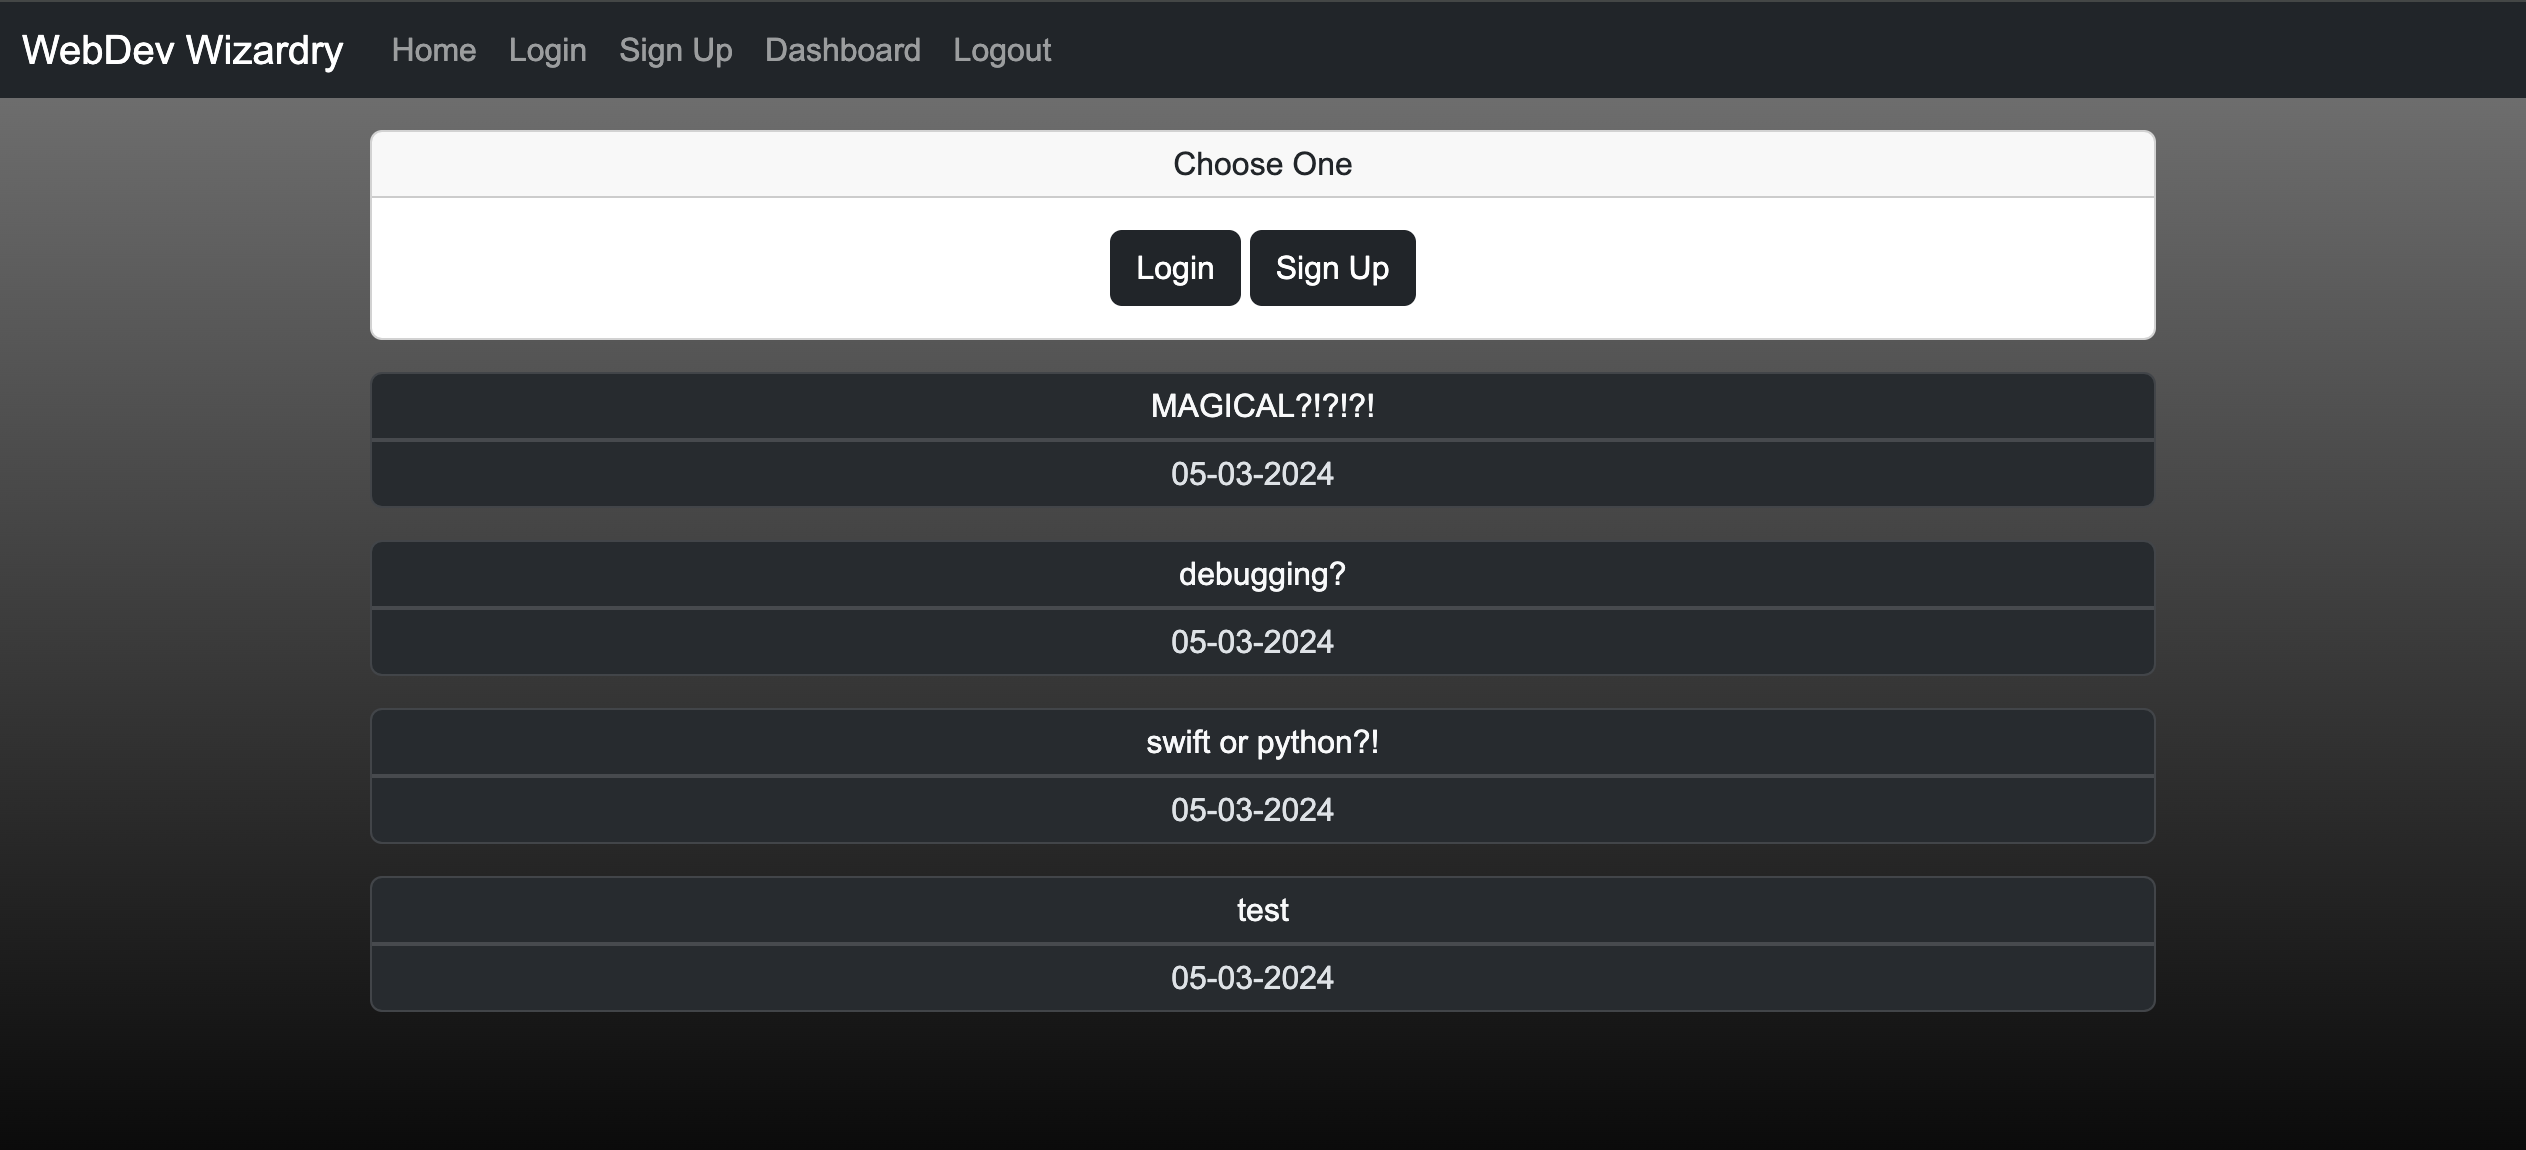 WebDev Wizardry Home Login Sign Up Dashboard Logout
Choose One
Login Sign Up
MAGICAL?!?!?!
05-03-2024
debugging?
05-03-2024
swift or python?!
05-03-2024
test
05-03-2024